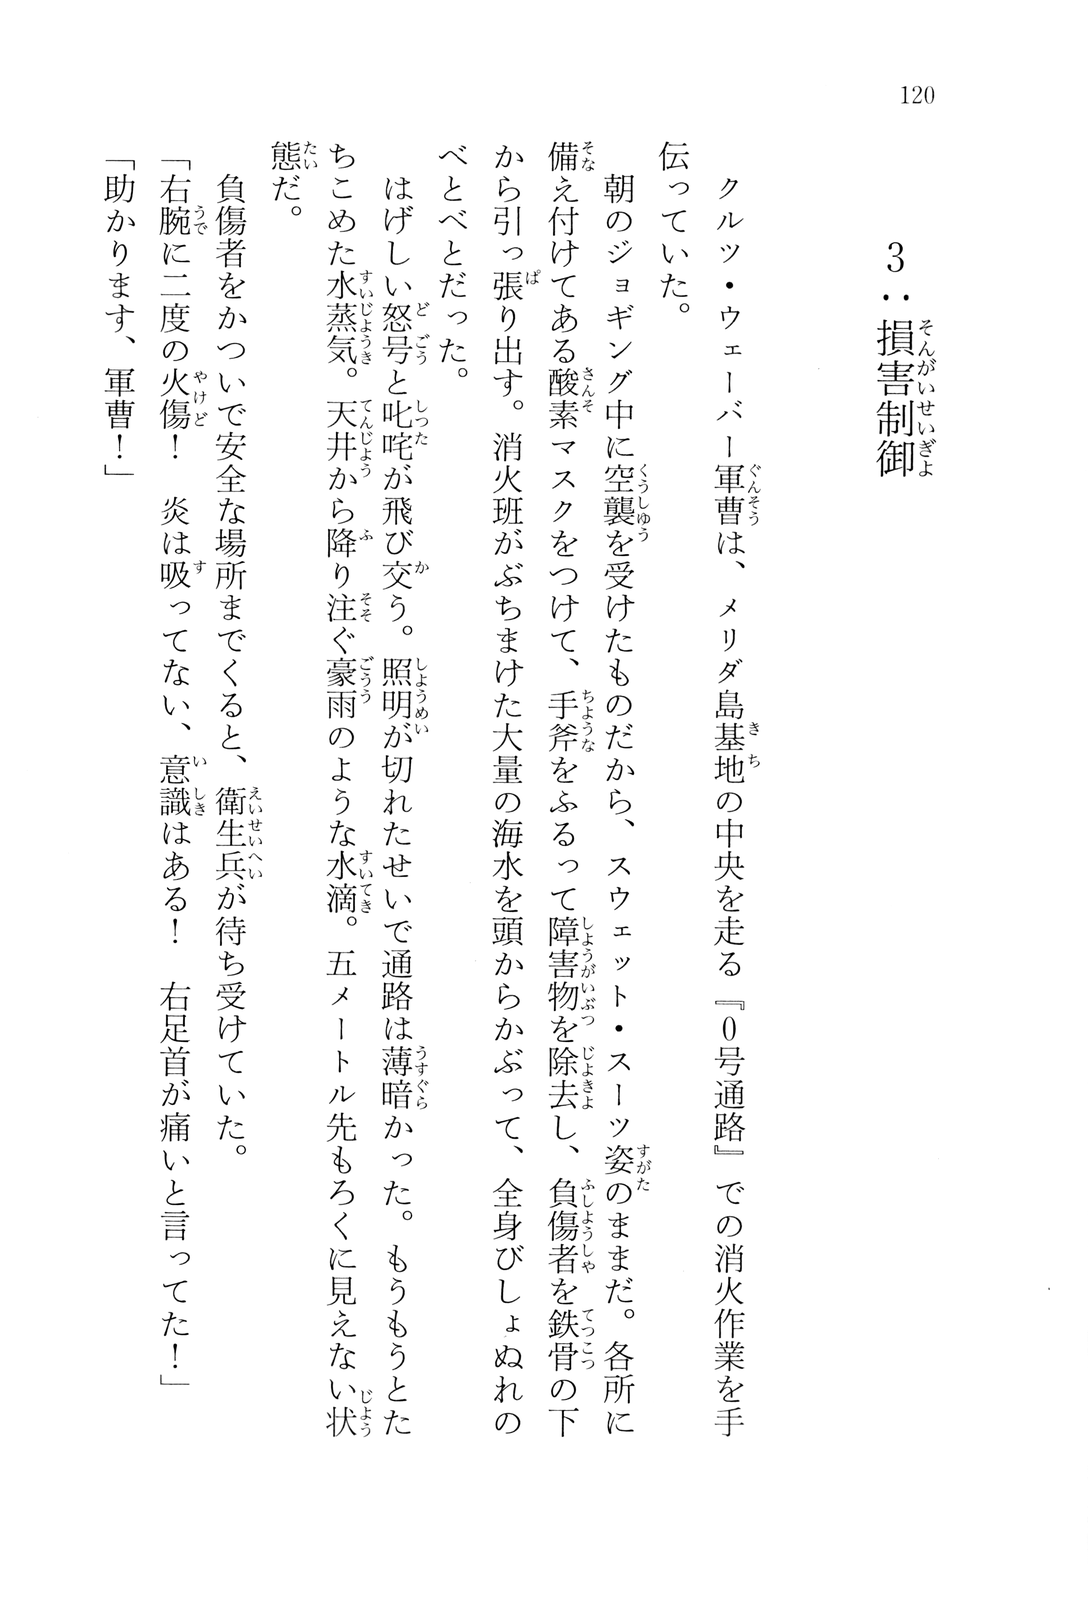 120
3：損害制御
　クルツ・ウェーバー軍曹は、メリダ島基地の中央を走る『０号通路』での消火作業を手
伝っていた。
　朝のジョギング中に空襲を受けたものだから、スウェット・スーツ姿のままだ。各所に
備え付けてある酸素マスクをつけて、手斧をふるって障害物を除去し、負傷者を鉄骨の下
から引っ張り出す。消火班がぶちまけた大量の海水を頭からかぶって、全身びしょぬれの
べとべとだった。
　はげしい怒号と叱咤が飛び交う。照明が切れたせいで通路は薄暗かった。もうもうとた
ちこめた水蒸気。天井から降り注ぐ豪雨のような水滴。五メートル先もろくに見えない状
態だ。
　負傷者をかついで安全な場所までくると、衛生兵が待ち受けていた。
「右腕に二度の火傷！　炎は吸ってない、意識はある！　右足首が痛いと言ってた！」
「助かります、軍曹！」